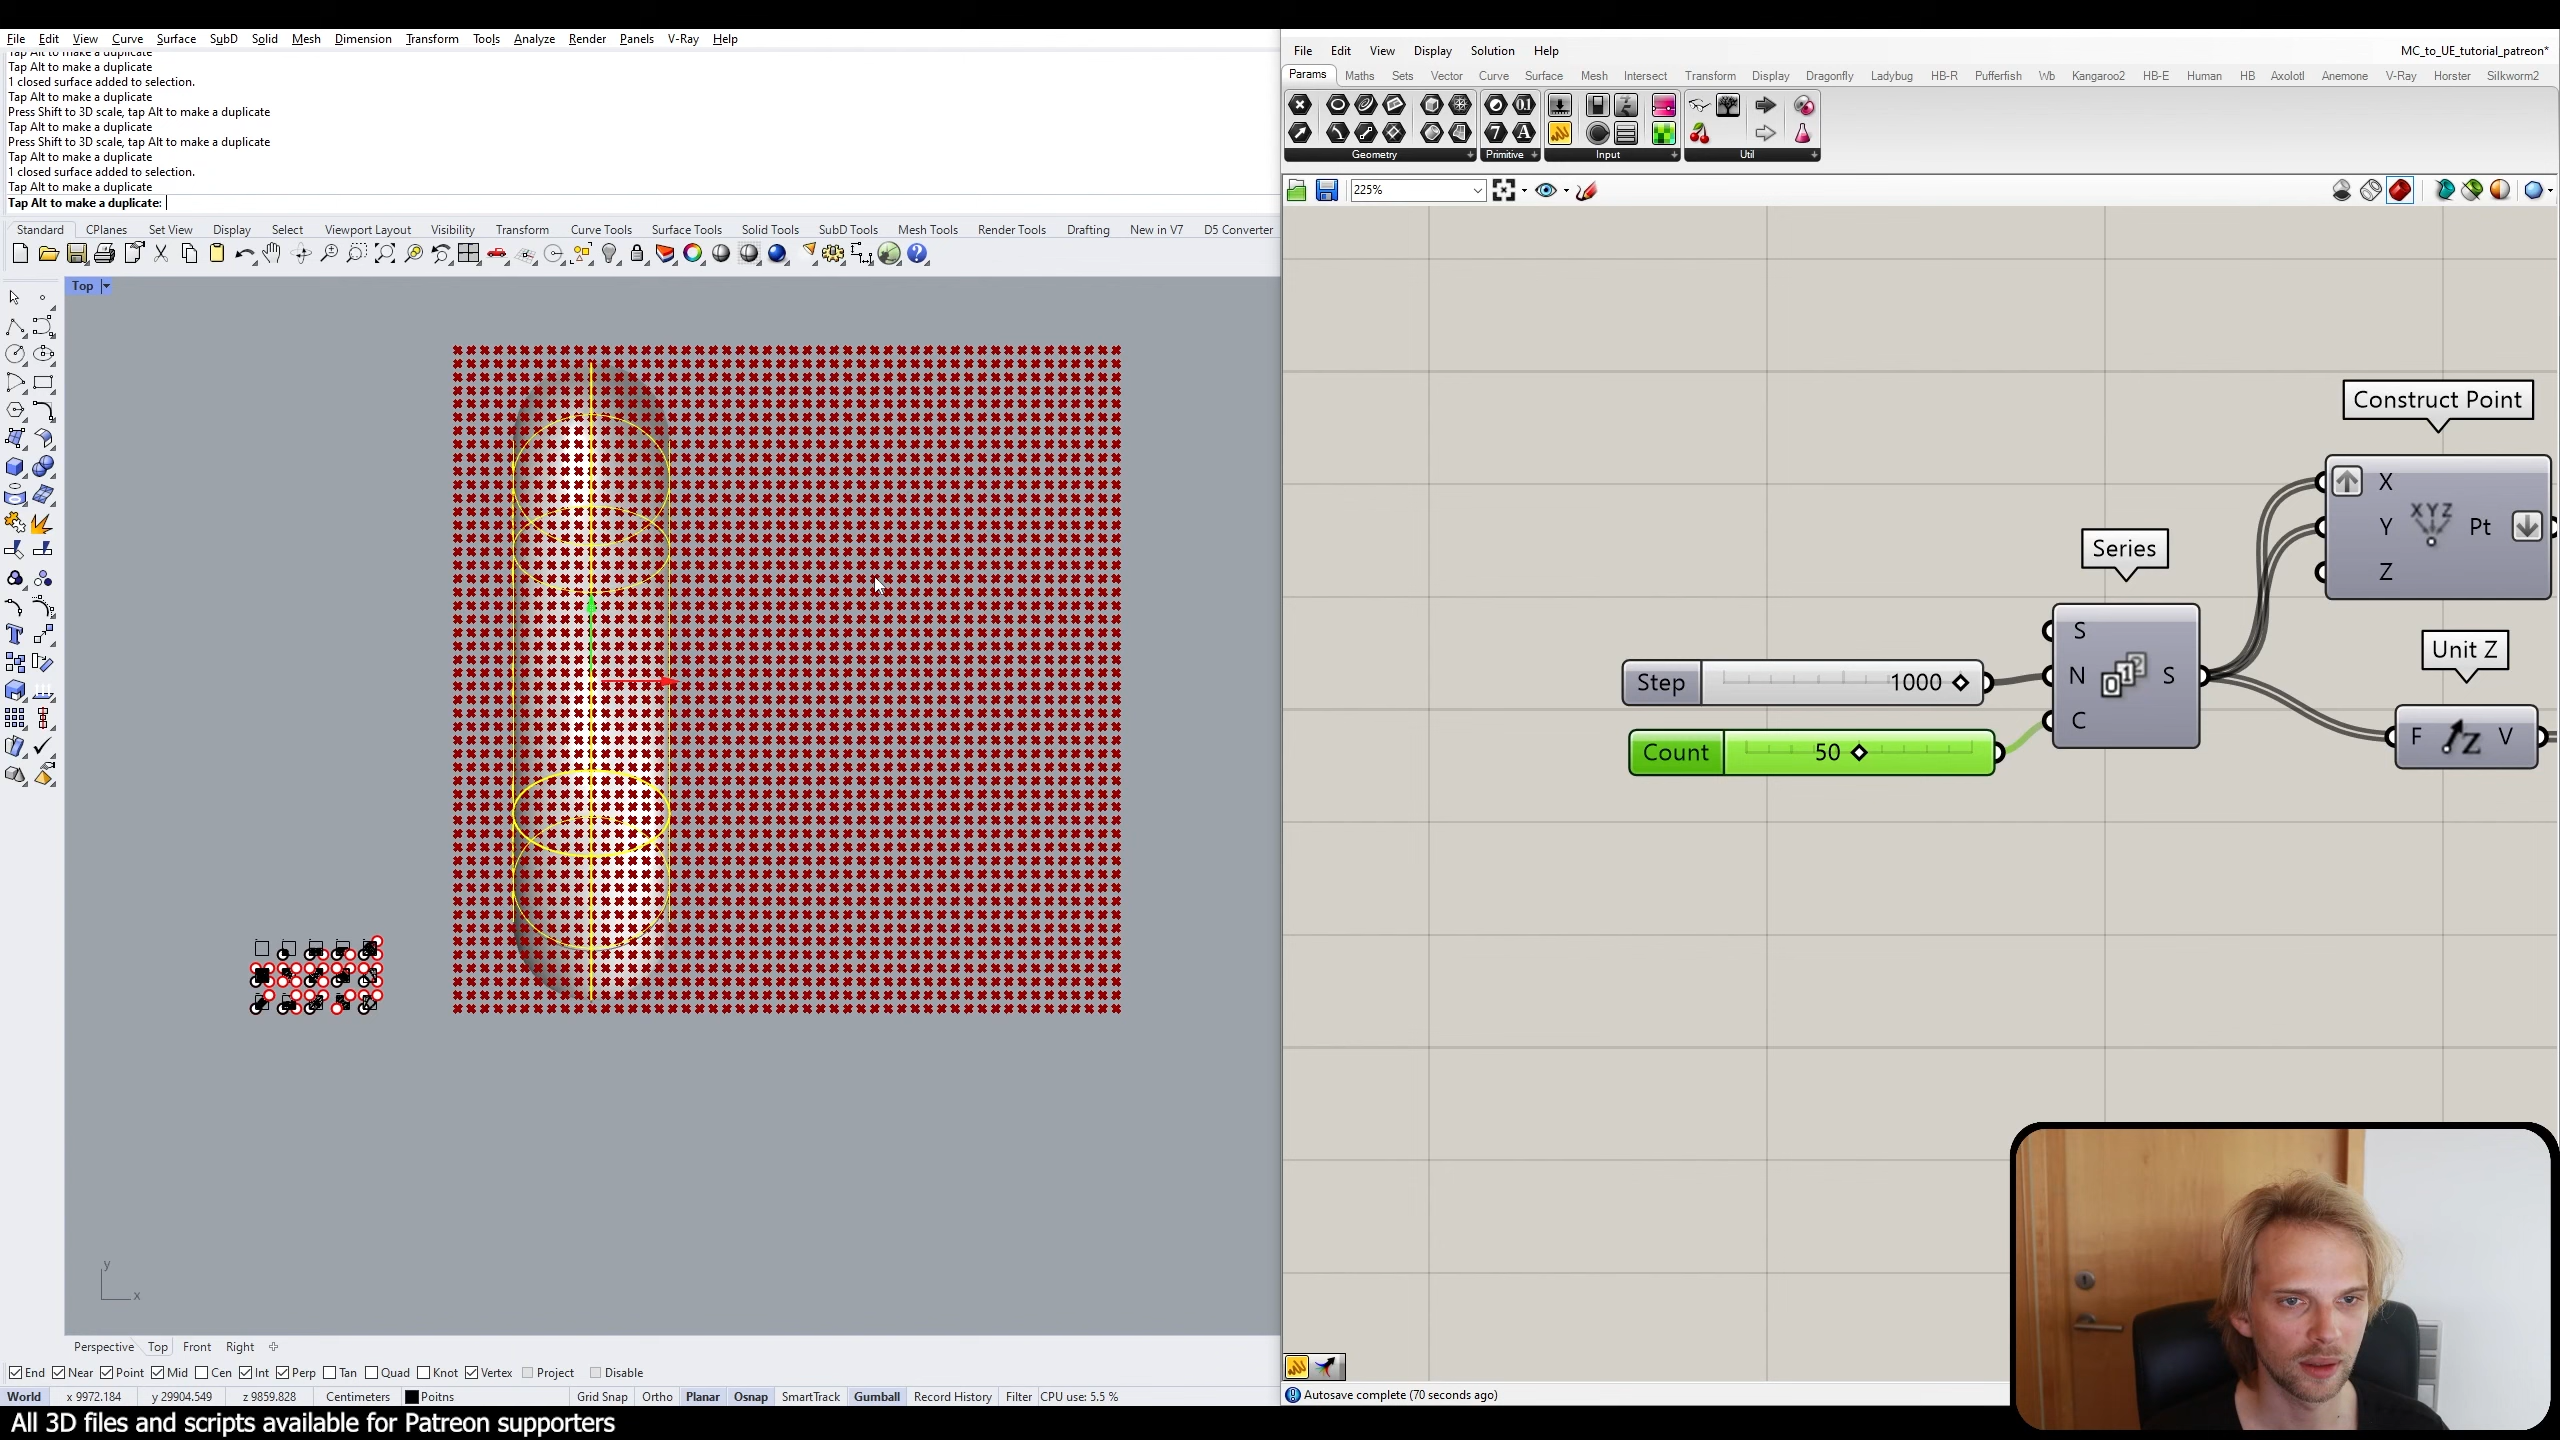 File Edit View Curve Surface SubD Solid Mesh Dimension Transform Tools Analyze Render Panels V-Ray Help
Tap Alt to make a duplicate
Tap Alt to make a duplicate
1 closed surface added to selection.
Tap Alt to make a duplicate
Press Shift to 3D scale, tap Alt to make a duplicate
Tap Alt to make a duplicate
Press Shift to 3D scale, tap Alt to make a duplicate
Tap Alt to make a duplicate
1 closed surface added to selection.
Tap Alt to make a duplicate
Tap Alt to make a duplicate:
Standard CPlanes Set View Display Select Viewport Layout Visibility Transform Curve Tools Surface Tools Solid Tools SubD Tools Mesh Tools Render Tools Drafting New in V7 D5 Converter
Top
y
x
Perspective Top Front Right
End Near Point Mid Cen Int Perp Tan Quad Knot Vertex Project Disable
World x 9972.184 y 29904.549 z 9859.828 Centimeters Poitns Grid Snap Ortho Planar Osnap SmartTrack Gumball Record History Filter CPU use: 5.5 %
All 3D files and scripts available for Patreon supporters
File Edit View Display Solution Help
MC_to_UE_tutorial_patreon*
Params Maths Sets Vector Curve Surface Mesh Intersect Transform Display Dragonfly Ladybug HB-R Pufferfish Wb Kangaroo2 HB-E Human HB Axolotl Anemone V-Ray Horster Silkworm2
Geometry Primitive Input Util
225%
Construct Point
X
Y
Z
XYZ
Pt
Series
S
N
C
S
Unit Z
F Z V
Step 1000
Count 50
Autosave complete (70 seconds ago)